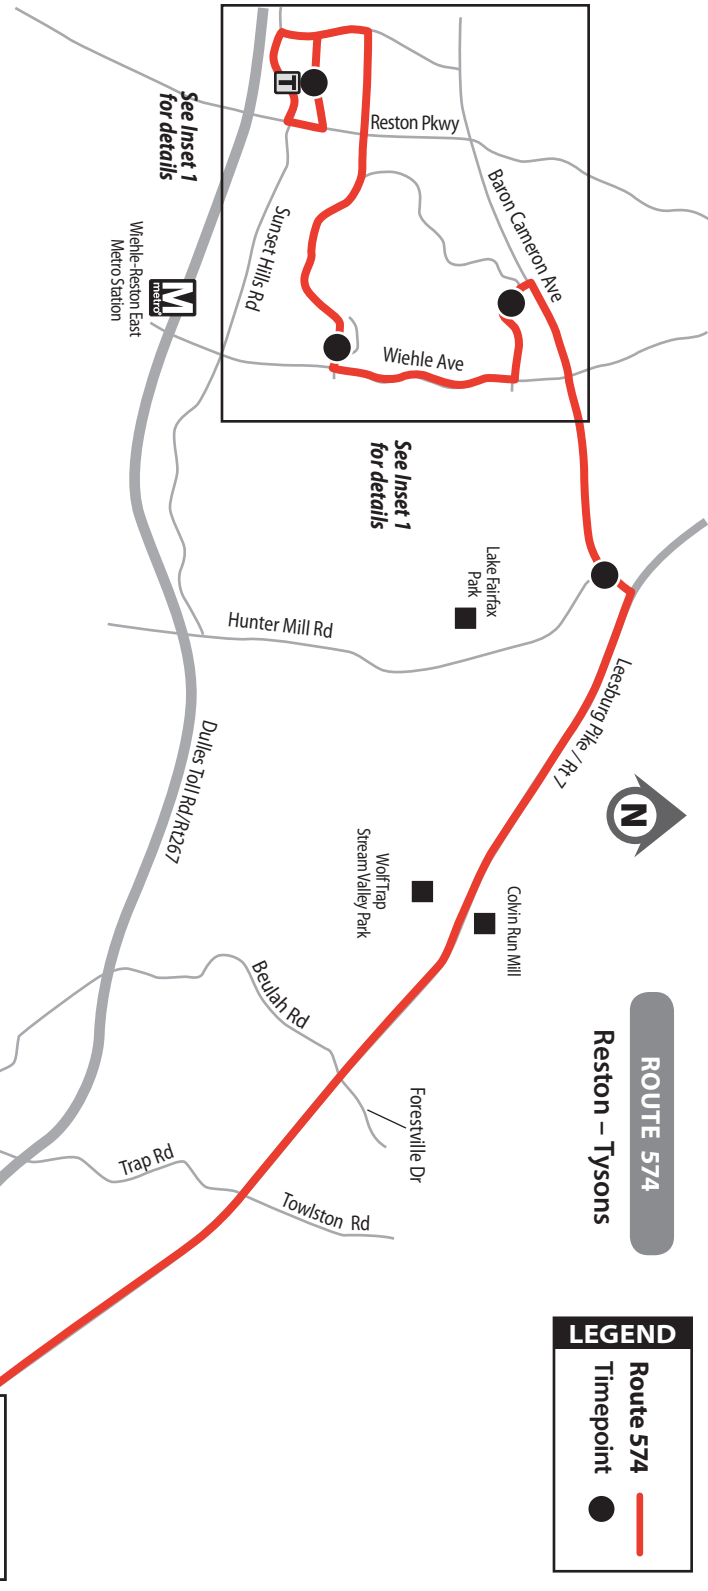 ROUTE 574
Reston – Tysons
LEGEND
Route 574
Timepoint
N
See Inset 1
for details
Reston Pkwy
Baron Cameron Ave
T
Sunset Hills Rd
Wiehle Ave
M
metro
Wiehle-Reston East
Metro Station
See Inset 1
for details
Lake Fairfax
Park
Hunter Mill Rd
Leesburg Pike / Rt 7
Dulles Toll Rd/Rt267
Wolf Trap
Stream Valley Park
Colvin Run Mill
Beulah Rd
Forestville Dr
Trap Rd
Towlston Rd